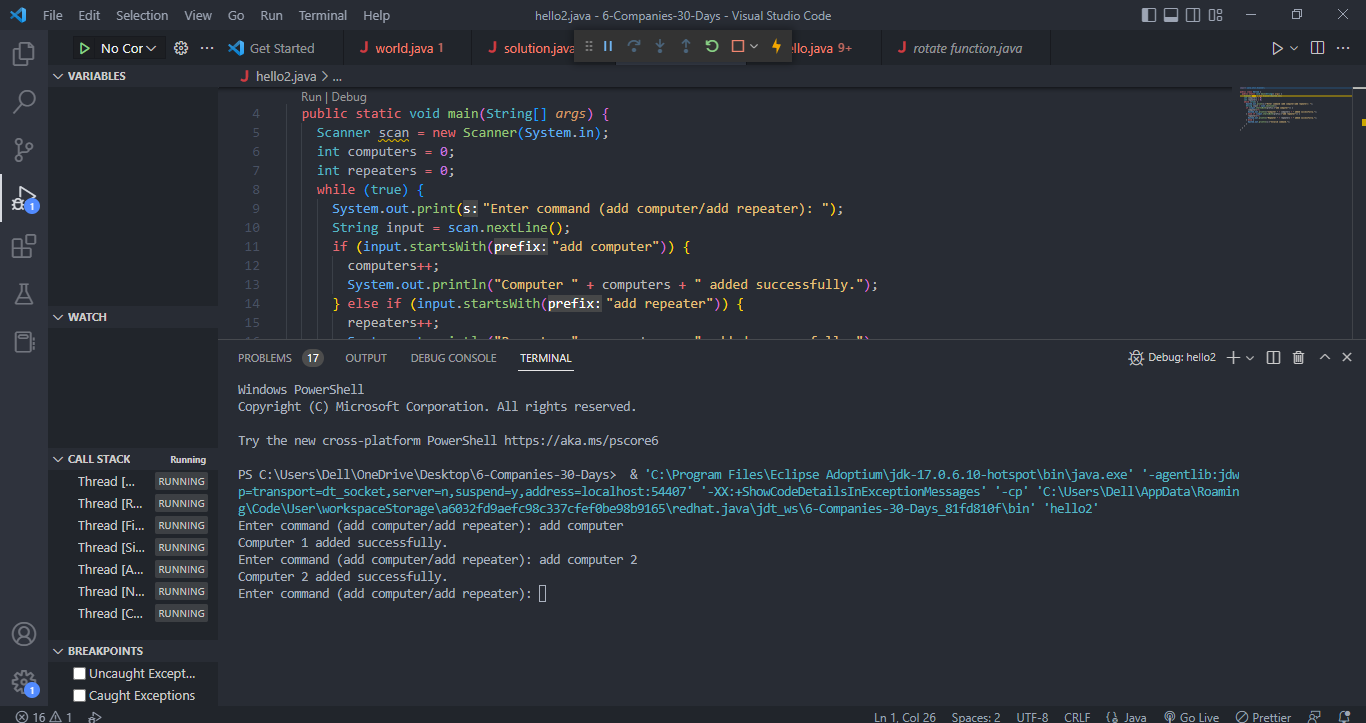 File Edit Selection View Go Run Terminal Help hello2.java - 6-Companies-30-Days - Visual Studio Code
No Cor Get Started world.java 1 solution.java llo.java 9+ rotate function.java
VARIABLES
hello2.java > ...
Run | Debug
4 public static void main(String[] args) {
5 Scanner scan = new Scanner(System.in);
6 int computers = 0;
7 int repeaters = 0;
8 while (true) {
9 System.out.print(s: "Enter command (add computer/add repeater): ");
10 String input = scan.nextLine();
11 if (input.startsWith(prefix: "add computer")) {
12 computers++;
13 System.out.println("Computer " + computers + " added successfully.");
14 } else if (input.startsWith(prefix: "add repeater")) {
15 repeaters++;
WATCH
CALL STACK Running
Thread [... RUNNING
Thread [R... RUNNING
Thread [Fi... RUNNING
Thread [Si... RUNNING
Thread [A... RUNNING
Thread [N... RUNNING
Thread [C... RUNNING
BREAKPOINTS
Uncaught Except...
Caught Exceptions
PROBLEMS 17 OUTPUT DEBUG CONSOLE TERMINAL Debug: hello2
Windows PowerShell
Copyright (C) Microsoft Corporation. All rights reserved.
Try the new cross-platform PowerShell https://aka.ms/pscore6
PS C:\Users\Dell\OneDrive\Desktop\6-Companies-30-Days> & 'C:\Program Files\Eclipse Adoptium\jdk-17.0.6.10-hotspot\bin\java.exe' '-agentlib:jdw
p=transport=dt_socket,server=n,suspend=y,address=localhost:54407' '-XX:+ShowCodeDetailsInExceptionMessages' '-cp' 'C:\Users\Dell\AppData\Roamin
g\Code\User\workspaceStorage\a6032fd9aefc98c337cfef0be98b9165\redhat.java\jdt_ws\6-Companies-30-Days_81fd810f\bin' 'hello2'
Enter command (add computer/add repeater): add computer
Computer 1 added successfully.
Enter command (add computer/add repeater): add computer 2
Computer 2 added successfully.
Enter command (add computer/add repeater):
1
1
16 1 Ln 1, Col 26 Spaces: 2 UTF-8 CRLF {} Java Go Live Prettier